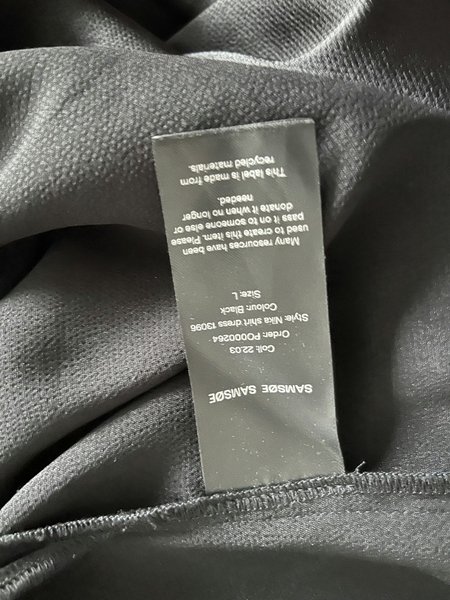 SAMSØE SAMSØE
Coll: 22.03
Order: PO000264
Style: Nika shirt dress 13096
Colour: Black
Size: L
Many resources have been
used to create this item. Please
pass it on to someone else or
donate it when no longer
needed.
This label is made from
recycled materials.